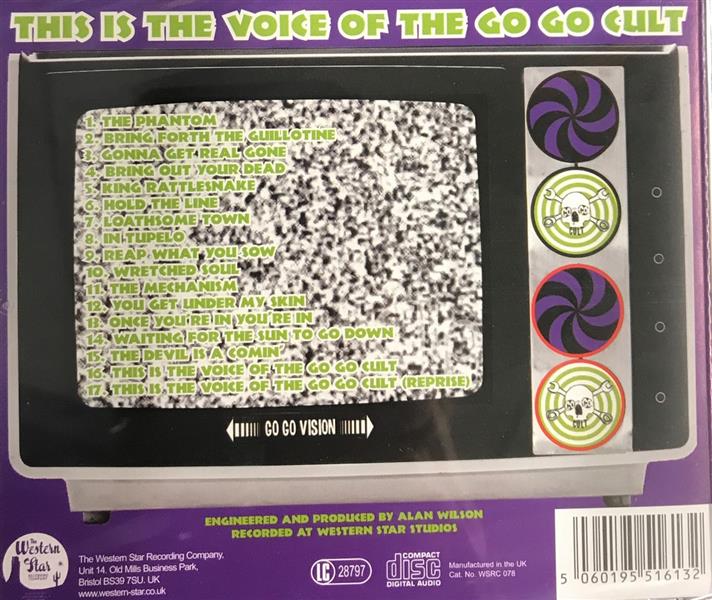 THIS IS THE VOICE OF THE GO GO CULT
1. THE PHANTOM
2. BRING FORTH THE GUILLOTINE
3. GONNA GET REAL GONE
4. BRING OUT YOUR DEAD
5. KING RATTLESNAKE
6. HOLD THE LINE
7. LOATHSOME TOWN
8. IN TUPELO
9. REAP WHAT YOU SOW
10. WRETCHED SOUL
11. THE MECHANISM
12. YOU GET UNDER MY SKIN
13. ONCE YOU'RE IN YOU'RE IN
14. WAITING FOR THE SUN TO GO DOWN
15. THE DEVIL IS A COMIN'
16. THIS IS THE VOICE OF THE GO GO CULT
17. THIS IS THE VOICE OF THE GO GO CULT (REPRISE)
CULT
CULT
GO GO VISION
ENGINEERED AND PRODUCED BY ALAN WILSON
RECORDED AT WESTERN STAR STUDIOS
The Western Star
RECORDING COMPANY
The Western Star Recording Company,
Unit 14. Old Mills Business Park,
Bristol BS39 7SU. UK
www.western-star.co.uk
LC 28797
COMPACT disc DIGITAL AUDIO
Manufactured in the UK
Cat. No. WSRC 078
5 060195 516132